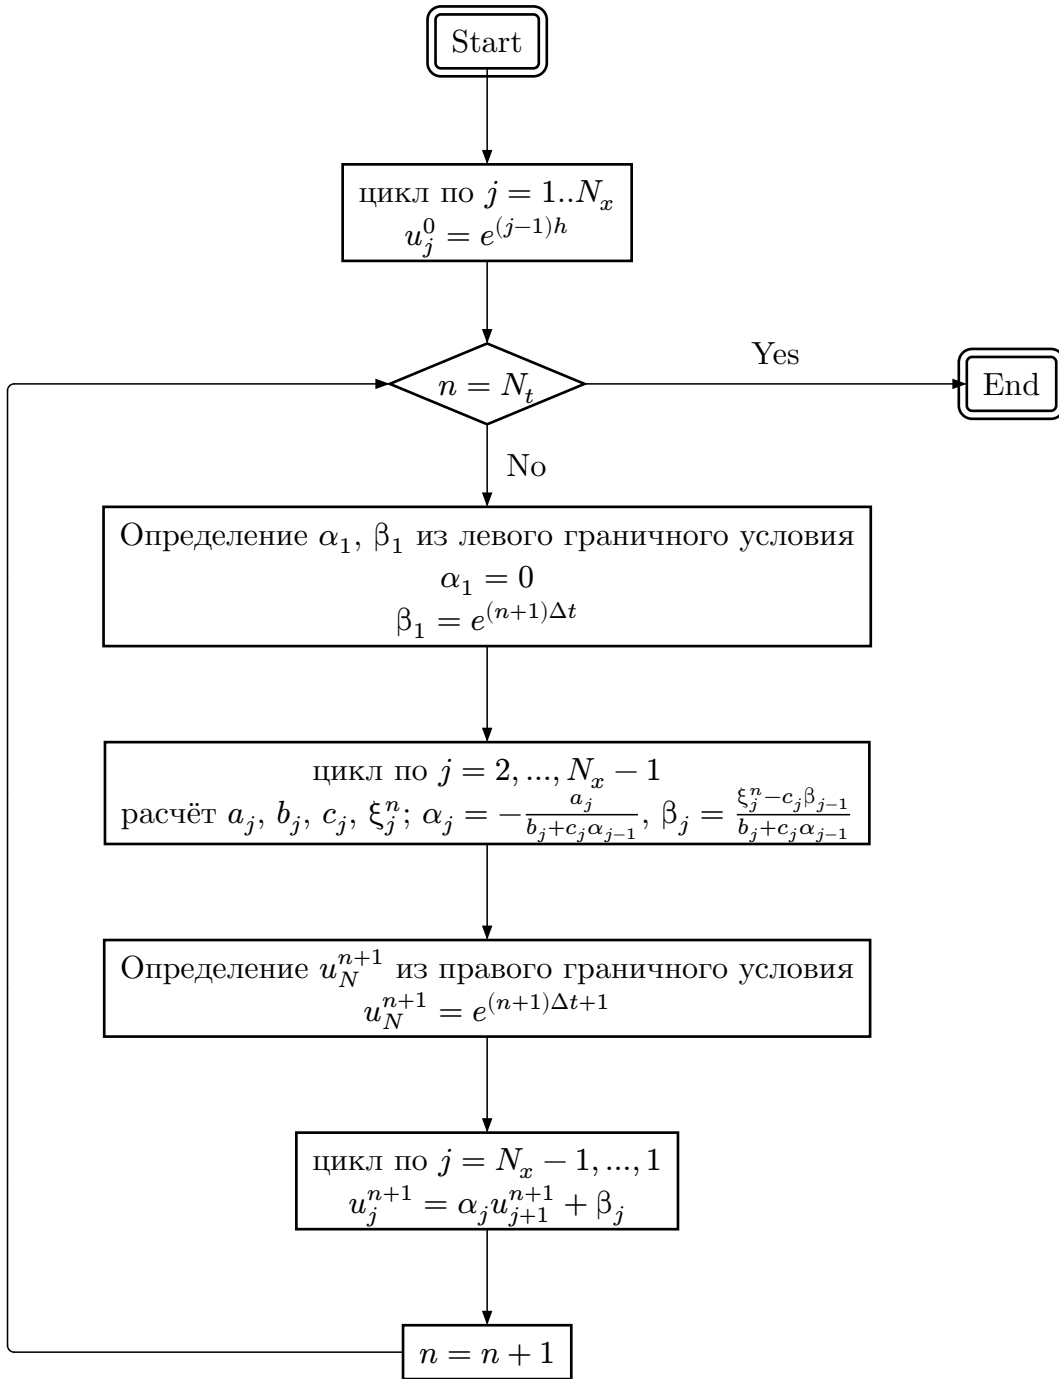 Start
цикл по j = 1..N_x
u_j^0 = e^{(j−1)h}
n = N_t
Yes
End
No
Определение α_1, β_1 из левого граничного условия
α_1 = 0
β_1 = e^{(n+1)Δt}
цикл по j = 2, ..., N_x − 1
расчёт a_j, b_j, c_j, ξ_j^n; α_j = −\frac{a_j}{b_j+c_jα_{j−1}}, β_j = \frac{ξ_j^n−c_jβ_{j−1}}{b_j+c_jα_{j−1}}
Определение u_N^{n+1} из правого граничного условия
u_N^{n+1} = e^{(n+1)Δt+1}
цикл по j = N_x − 1, ..., 1
u_j^{n+1} = α_ju_{j+1}^{n+1} + β_j
n = n + 1